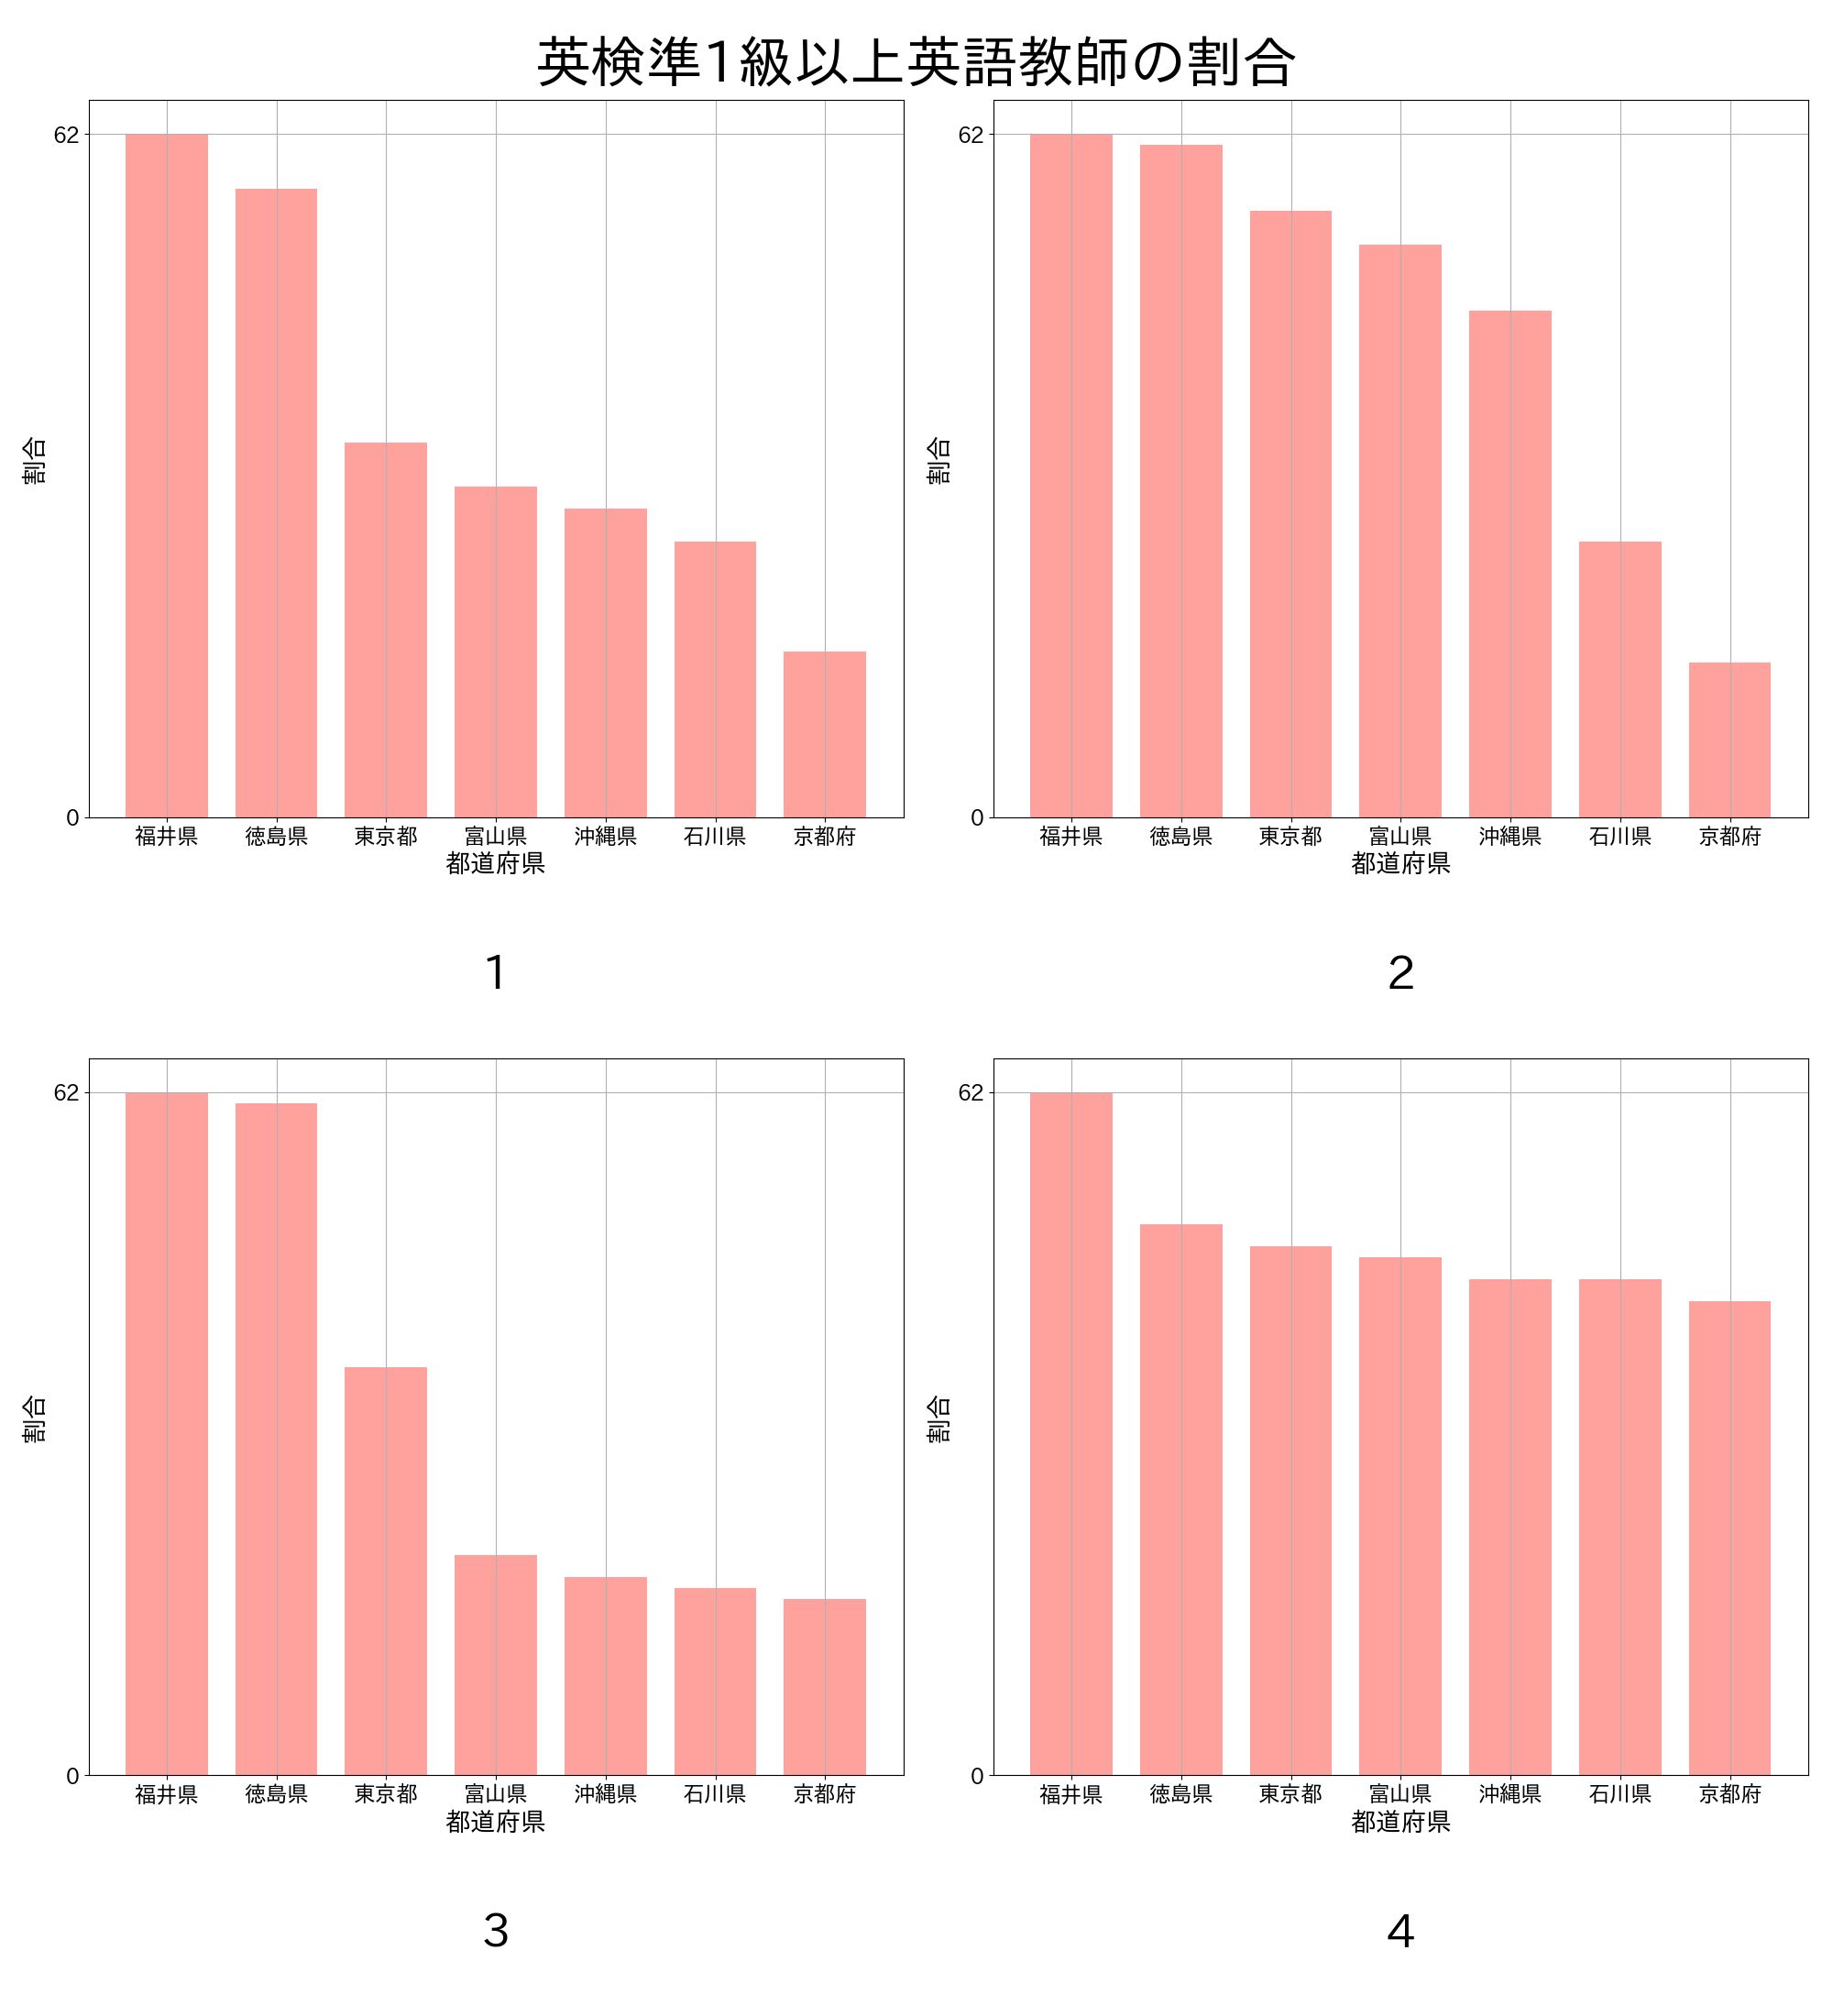 英検準1級以上英語教師の割合
62
0
割合
福井県 徳島県 東京都 富山県 沖縄県 石川県 京都府
都道府県
1
62
0
割合
福井県 徳島県 東京都 富山県 沖縄県 石川県 京都府
都道府県
2
62
0
割合
福井県 徳島県 東京都 富山県 沖縄県 石川県 京都府
都道府県
3
62
0
割合
福井県 徳島県 東京都 富山県 沖縄県 石川県 京都府
都道府県
4